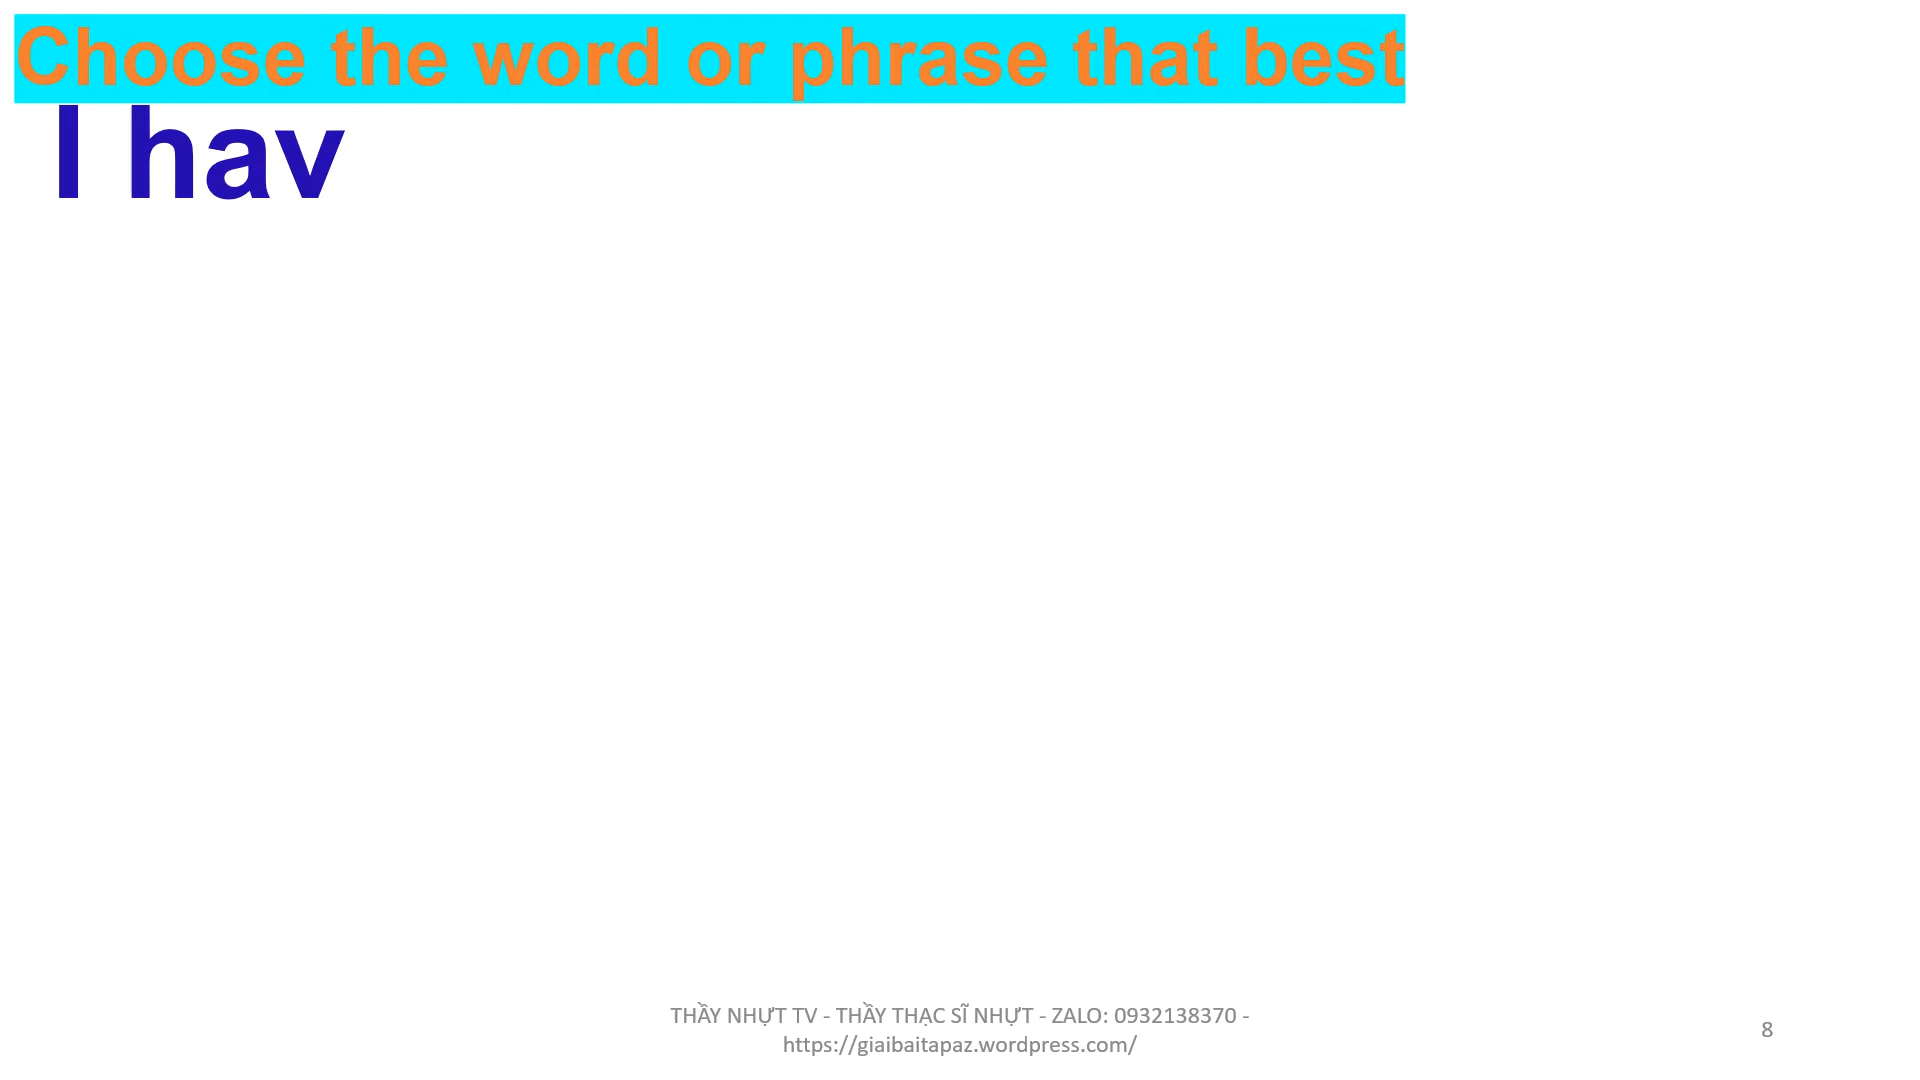 Choose the word or phrase that best
I hav
THẦY NHỰT TV - THẦY THẠC SĨ NHỰT - ZALO: 0932138370 -
https://giaibaitapaz.wordpress.com/
8